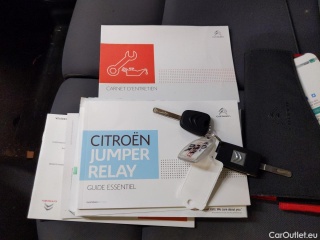 CARNET D'ENTRETIEN
CITROËN
JUMPER
RELAY
GUIDE ESSENTIEL
CarOutlet.eu